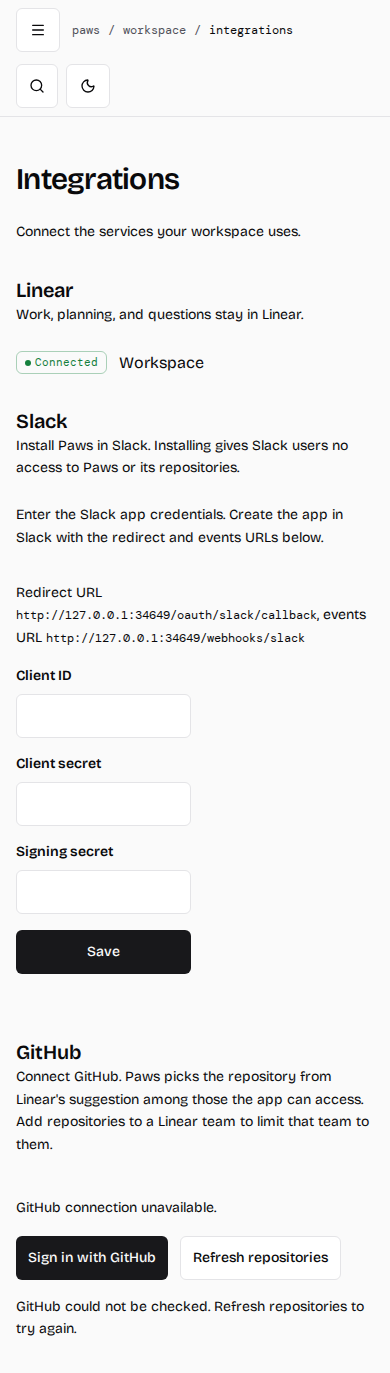 paws / workspace / integrations
Integrations
Connect the services your workspace uses.
Linear
Work, planning, and questions stay in Linear.
Connected Workspace
Slack
Install Paws in Slack. Installing gives Slack users no
access to Paws or its repositories.
Enter the Slack app credentials. Create the app in
Slack with the redirect and events URLs below.
Redirect URL
http://127.0.0.1:34649/oauth/slack/callback, events
URL http://127.0.0.1:34649/webhooks/slack
Client ID
Client secret
Signing secret
Save
GitHub
Connect GitHub. Paws picks the repository from
Linear's suggestion among those the app can access.
Add repositories to a Linear team to limit that team to
them.
GitHub connection unavailable.
Sign in with GitHub Refresh repositories
GitHub could not be checked. Refresh repositories to
try again.